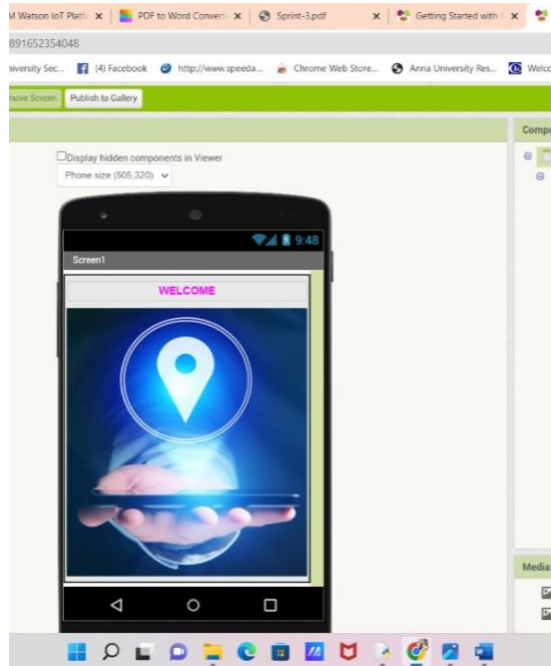 M Watson IoT Platf PDF to Word Conver Sprint-3.pdf Getting Started with
891652354048
niversity Sec... (4) Facebook http://www.speeda... Chrome Web Store... Anna University Res... Welco
move Screen Publish to Gallery
Compo
Display hidden components in Viewer
Phone size (505,320)
9:48
Screen1
WELCOME
Media